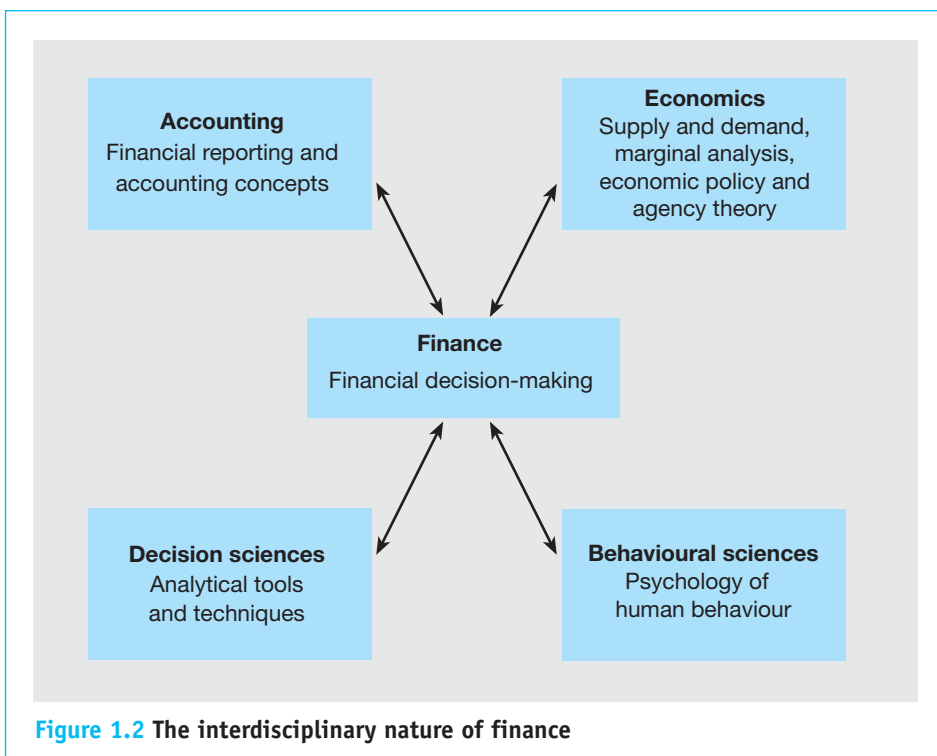 Accounting
Financial reporting and
accounting concepts
Economics
Supply and demand,
marginal analysis,
economic policy and
agency theory
Finance
Financial decision-making
Decision sciences
Analytical tools
and techniques
Behavioural sciences
Psychology of
human behaviour
Figure 1.2 The interdisciplinary nature of finance